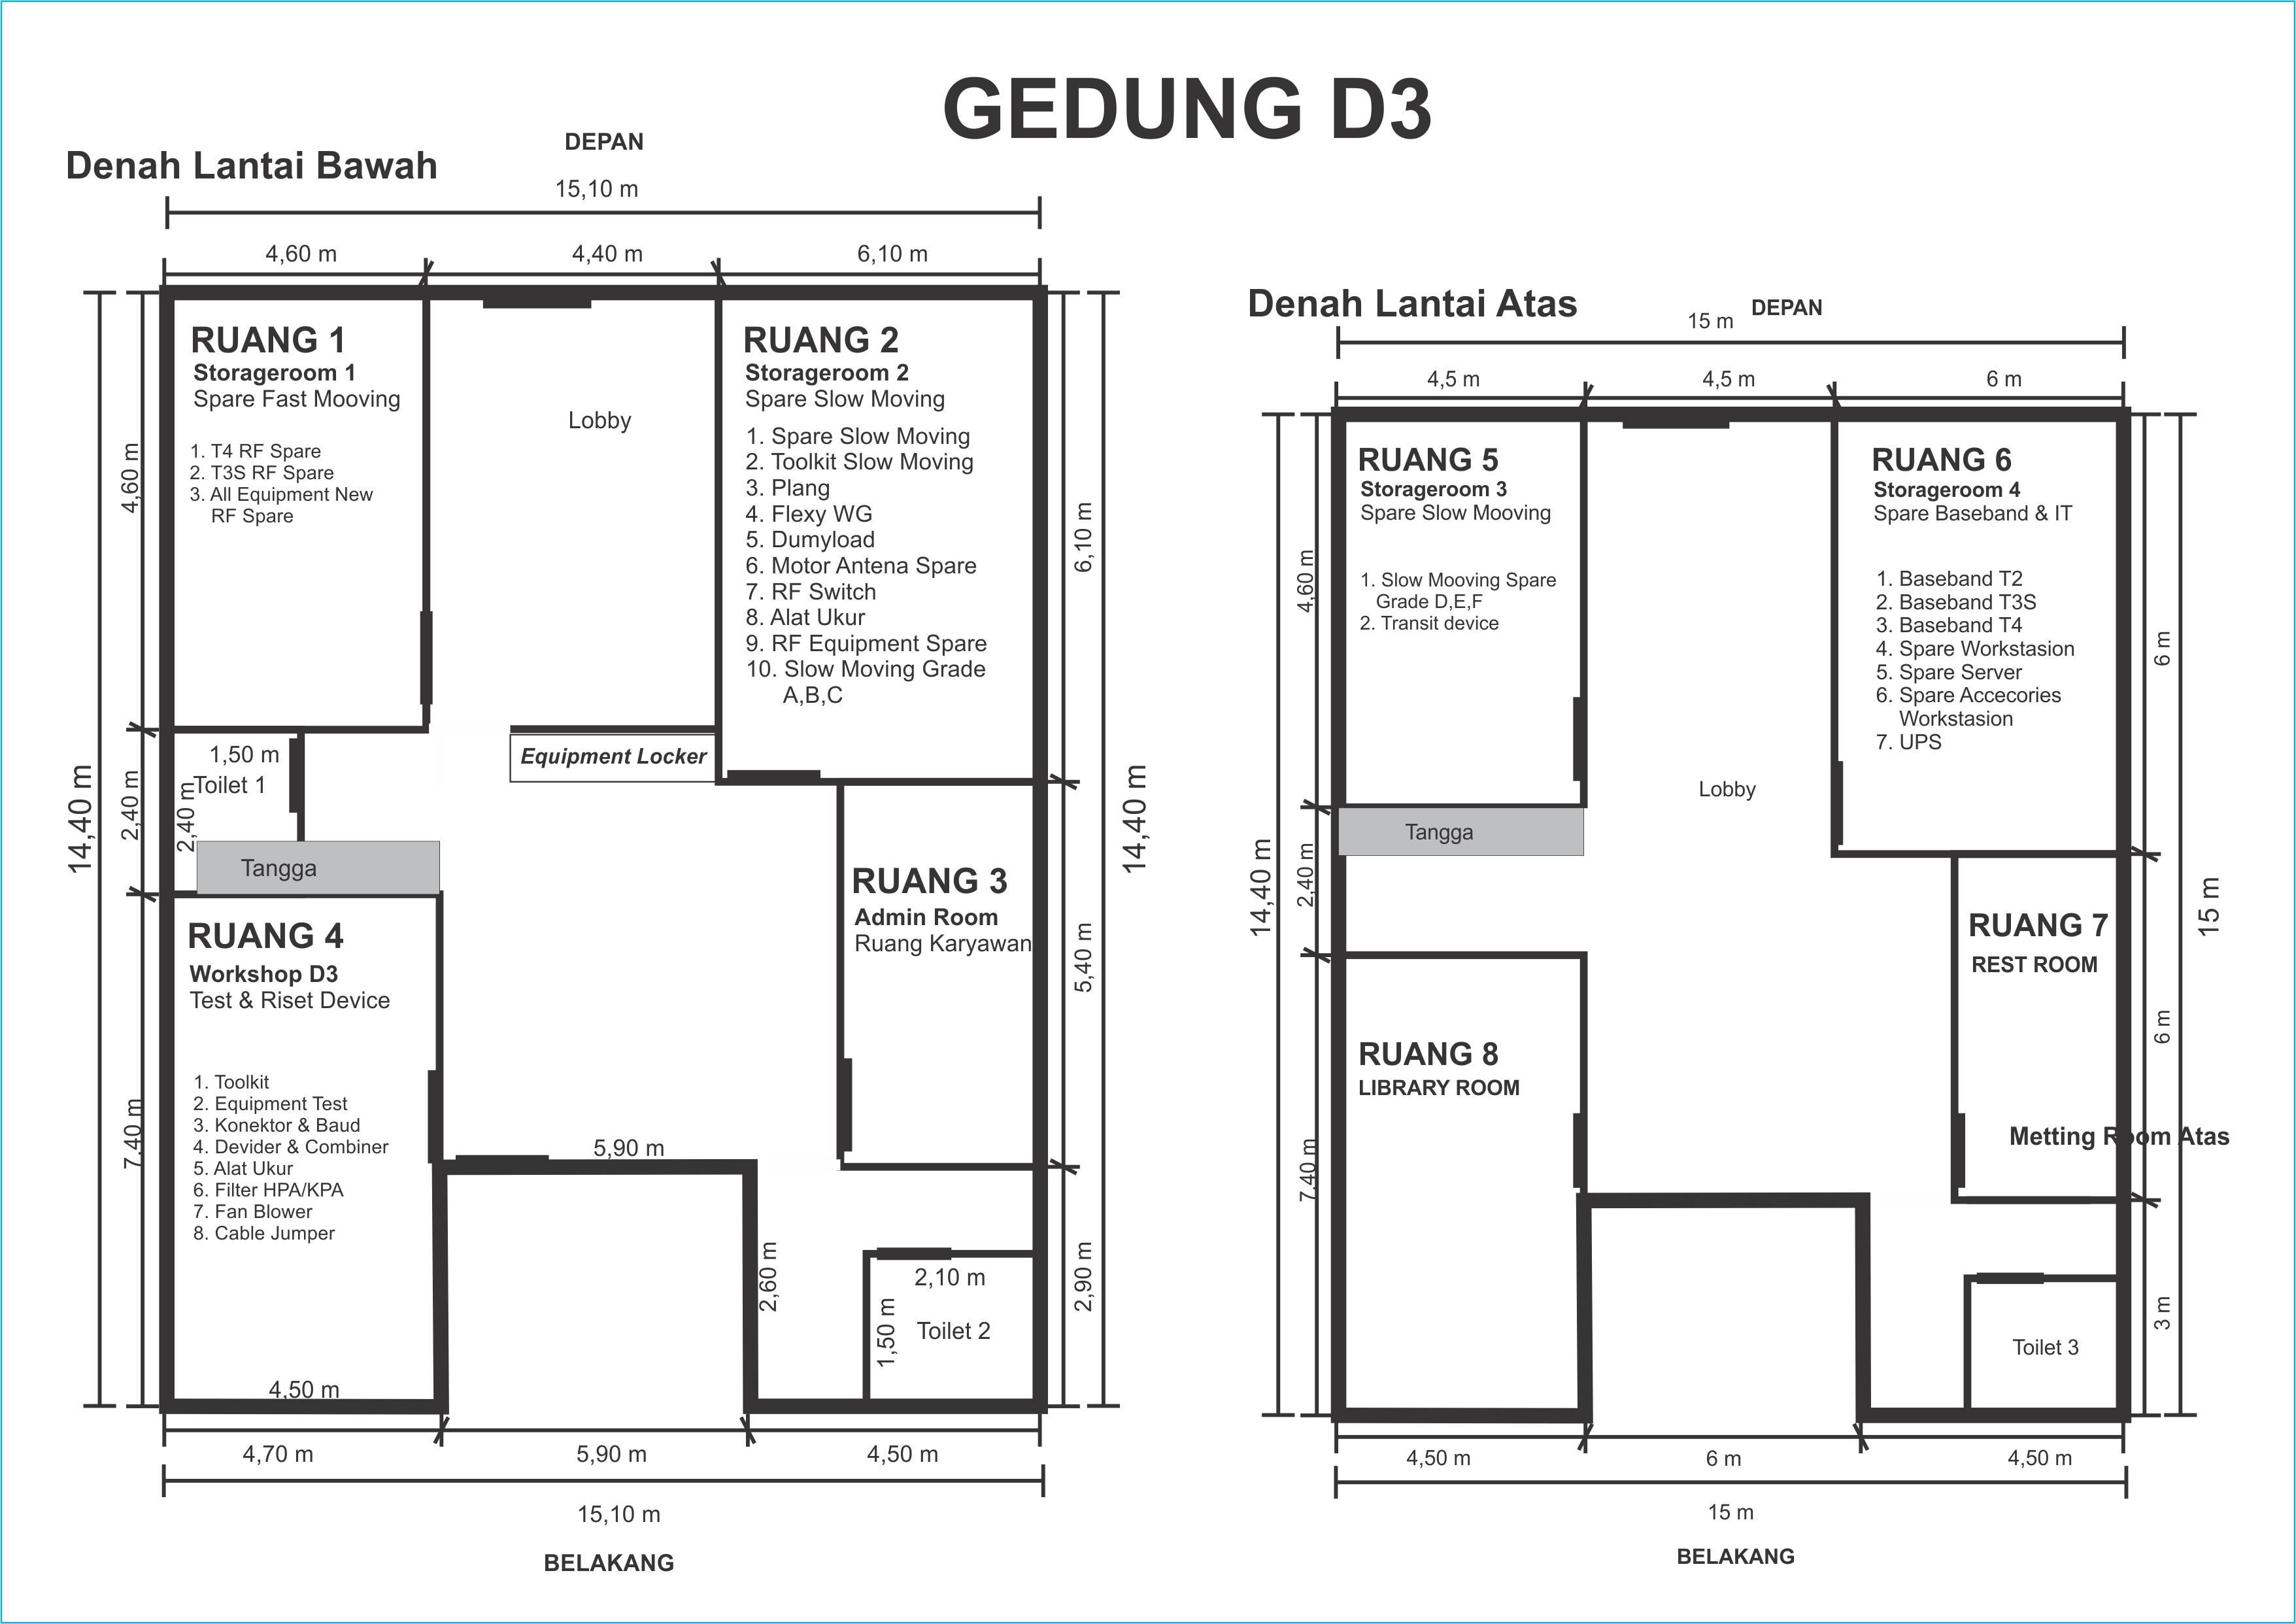 GEDUNG D3
Denah Lantai Bawah
DEPAN
15,10 m
4,60 m
4,40 m
6,10 m
14,40 m
4,60 m
2,40 m
7,40 m
RUANG 1
Storageroom 1
Spare Fast Mooving
1. T4 RF Spare
2. T3S RF Spare
3. All Equipment New
RF Spare
Lobby
RUANG 2
Storageroom 2
Spare Slow Moving
1. Spare Slow Moving
2. Toolkit Slow Moving
3. Plang
4. Flexy WG
5. Dumyload
6. Motor Antena Spare
7. RF Switch
8. Alat Ukur
9. RF Equipment Spare
10. Slow Moving Grade
A,B,C
6,10 m
5,40 m
2,90 m
14,40 m
1,50 m
Toilet 1
2,40 m
Equipment Locker
Tangga
RUANG 3
Admin Room
Ruang Karyawan
RUANG 4
Workshop D3
Test & Riset Device
1. Toolkit
2. Equipment Test
3. Konektor & Baud
4. Devider & Combiner
5. Alat Ukur
6. Filter HPA/KPA
7. Fan Blower
8. Cable Jumper
4,50 m
5,90 m
2,60 m
2,10 m
1,50 m
Toilet 2
4,70 m
5,90 m
4,50 m
15,10 m
BELAKANG
Denah Lantai Atas
DEPAN
15 m
4,5 m
4,5 m
6 m
14,40 m
4,60 m
2,40 m
7,40 m
RUANG 5
Storageroom 3
Spare Slow Mooving
1. Slow Mooving Spare
Grade D,E,F
2. Transit device
Lobby
RUANG 6
Storageroom 4
Spare Baseband & IT
1. Baseband T2
2. Baseband T3S
3. Baseband T4
4. Spare Workstasion
5. Spare Server
6. Spare Accecories
Workstasion
7. UPS
6 m
6 m
3 m
15 m
Tangga
RUANG 7
REST ROOM
Metting Room Atas
RUANG 8
LIBRARY ROOM
Toilet 3
4,50 m
6 m
4,50 m
15 m
BELAKANG